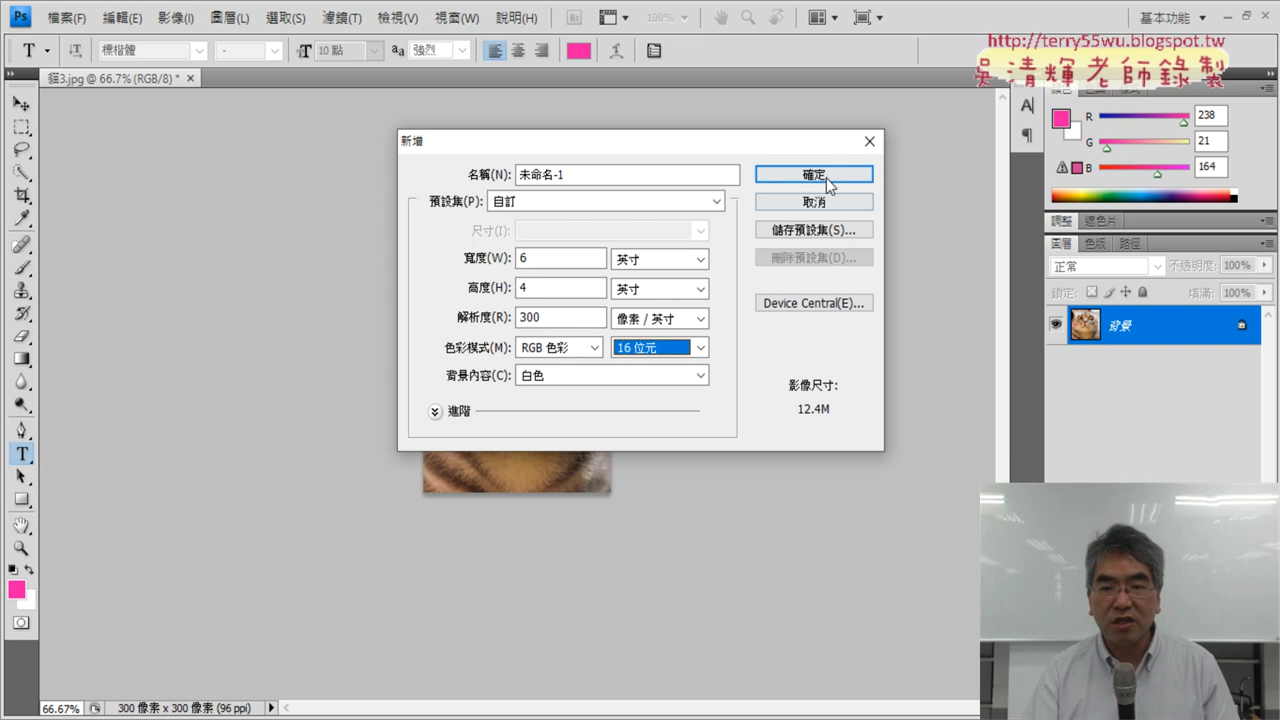 Ps 檔案(F) 編輯(E) 影像(I) 圖層(L) 選取(S) 濾鏡(T) 檢視(V) 視窗(W) 說明(H) Br 100% 基本功能
http://terry55wu.blogspot.tw
T 楷體 - 10 點 aa 強烈
吳清輝老師錄製
貓3.jpg @ 66.7% (RGB/8) *
R 238
G 21
B 164
新增
名稱(N): 未命名-1 確定
預設集(P): 自訂 取消
尺寸(I): 儲存預設集(S)...
寬度(W): 6 英寸 刪除預設集(D)...
高度(H): 4 英寸 Device Central(E)...
解析度(R): 300 像素 / 英寸
色彩模式(M): RGB 色彩 16 位元
背景內容(C): 白色
進階
影像尺寸:
12.4M
調整 遮色片
圖層 色版 路徑
正常 不透明度: 100%
鎖定: 填滿: 100%
背景
66.67% 300 像素 x 300 像素 (96 ppi)